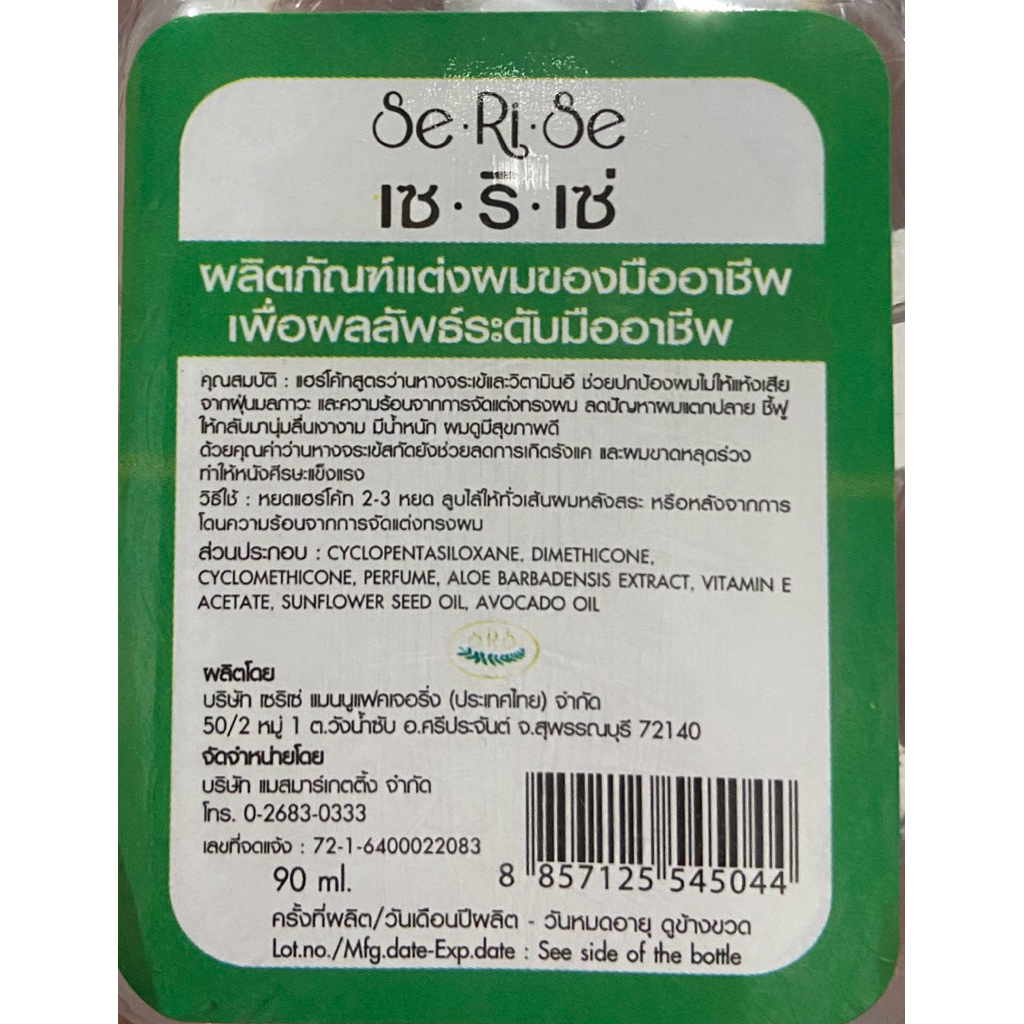 Se·Ri·Se
เซ·ริ·เซ่
ผลิตภัณฑ์แต่งผมของมืออาชีพ
เพื่อผลลัพธ์ระดับมืออาชีพ
คุณสมบัติ : แฮร์โค้ทสูตรว่านหางจระเข้และวิตามินอี ช่วยปกป้องผมไม่ให้แห้งเสีย
จากฝุ่นมลภาวะ และความร้อนจากการจัดแต่งทรงผม ลดปัญหาผมแตกปลาย ชี้ฟู
ให้กลับมานุ่มลื่นเงางาม มีน้ำหนัก ผมดูมีสุขภาพดี
ด้วยคุณค่าว่านหางจระเข้สกัดยังช่วยลดการเกิดรังแค และผมขาดหลุดร่วง
ทำให้หนังศีรษะแข็งแรง
วิธีใช้ : หยดแฮร์โค้ท 2-3 หยด ลูบไล้ให้ทั่วเส้นผมหลังสระ หรือหลังจากการ
โดนความร้อนจากการจัดแต่งทรงผม
ส่วนประกอบ : CYCLOPENTASILOXANE, DIMETHICONE,
CYCLOMETHICONE, PERFUME, ALOE BARBADENSIS EXTRACT, VITAMIN E
ACETATE, SUNFLOWER SEED OIL, AVOCADO OIL
SRS
ผลิตโดย
บริษัท เซริเซ่ แมนนูแฟคเจอริ่ง (ประเทศไทย) จำกัด
50/2 หมู่ 1 ต.วังน้ำซับ อ.ศรีประจันต์ จ.สุพรรณบุรี 72140
จัดจำหน่ายโดย
บริษัท แมสมาร์เกตติ้ง จำกัด
โทร. 0-2683-0333
เลขที่จดแจ้ง : 72-1-6400022083
90 ml.
8 857125 545044
ครั้งที่ผลิต/วันเดือนปีผลิต - วันหมดอายุ ดูข้างขวด
Lot.no./Mfg.date-Exp.date : See side of the bottle